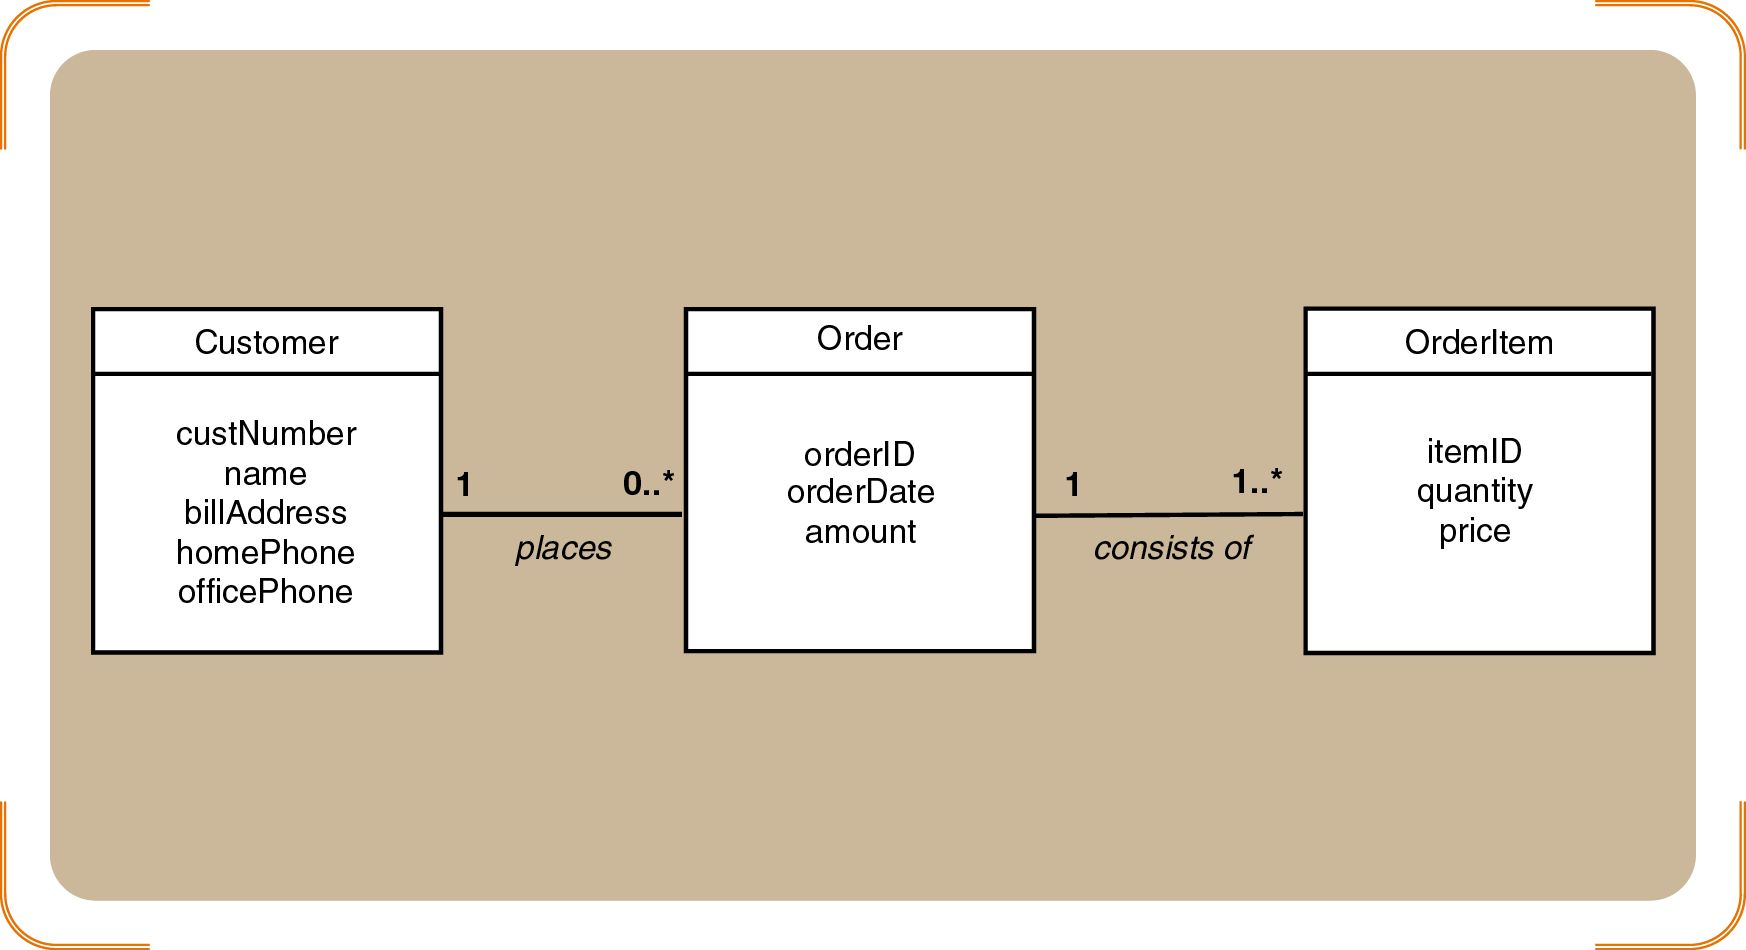 Customer
custNumber
name
billAddress
homePhone
officePhone
1
0..*
places
Order
orderID
orderDate
amount
1
1..*
consists of
OrderItem
itemID
quantity
price